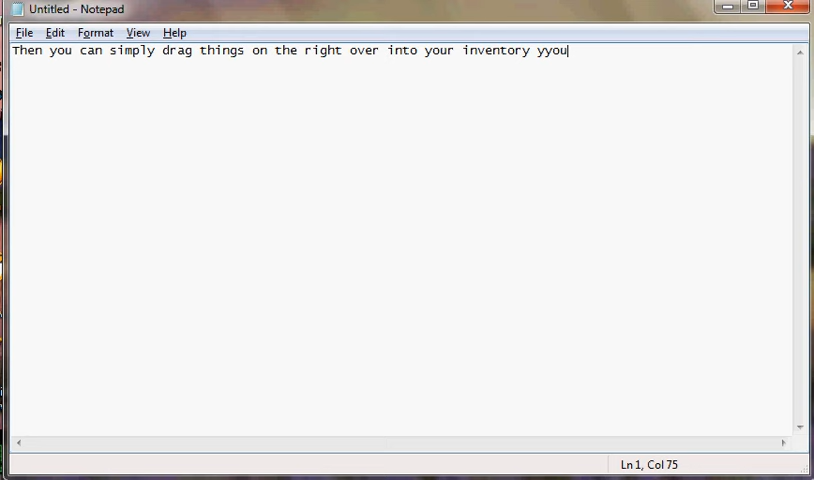 Untitled - Notepad
File Edit Format View Help
Then you can simply drag things on the right over into your inventory yyou
Ln 1, Col 75